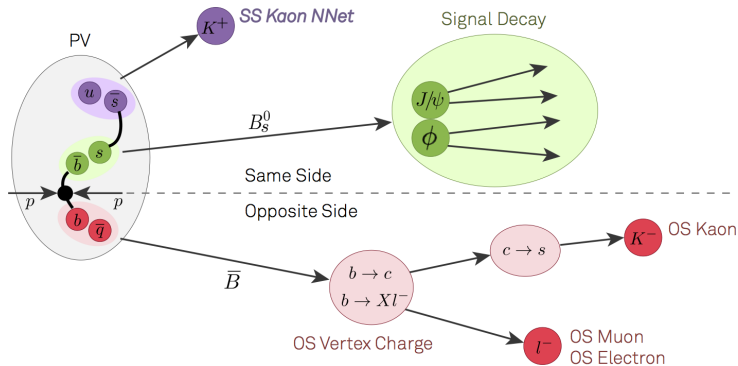 PV
K⁺
SS Kaon NNet
Signal Decay
u
s̅
J/ψ
B⁰ₛ
ϕ
s
b̅
Same Side
p
p
Opposite Side
b
q̅
K⁻
OS Kaon
c → s
B̅
b → c
b → Xl⁻
OS Vertex Charge
l⁻
OS Muon
OS Electron